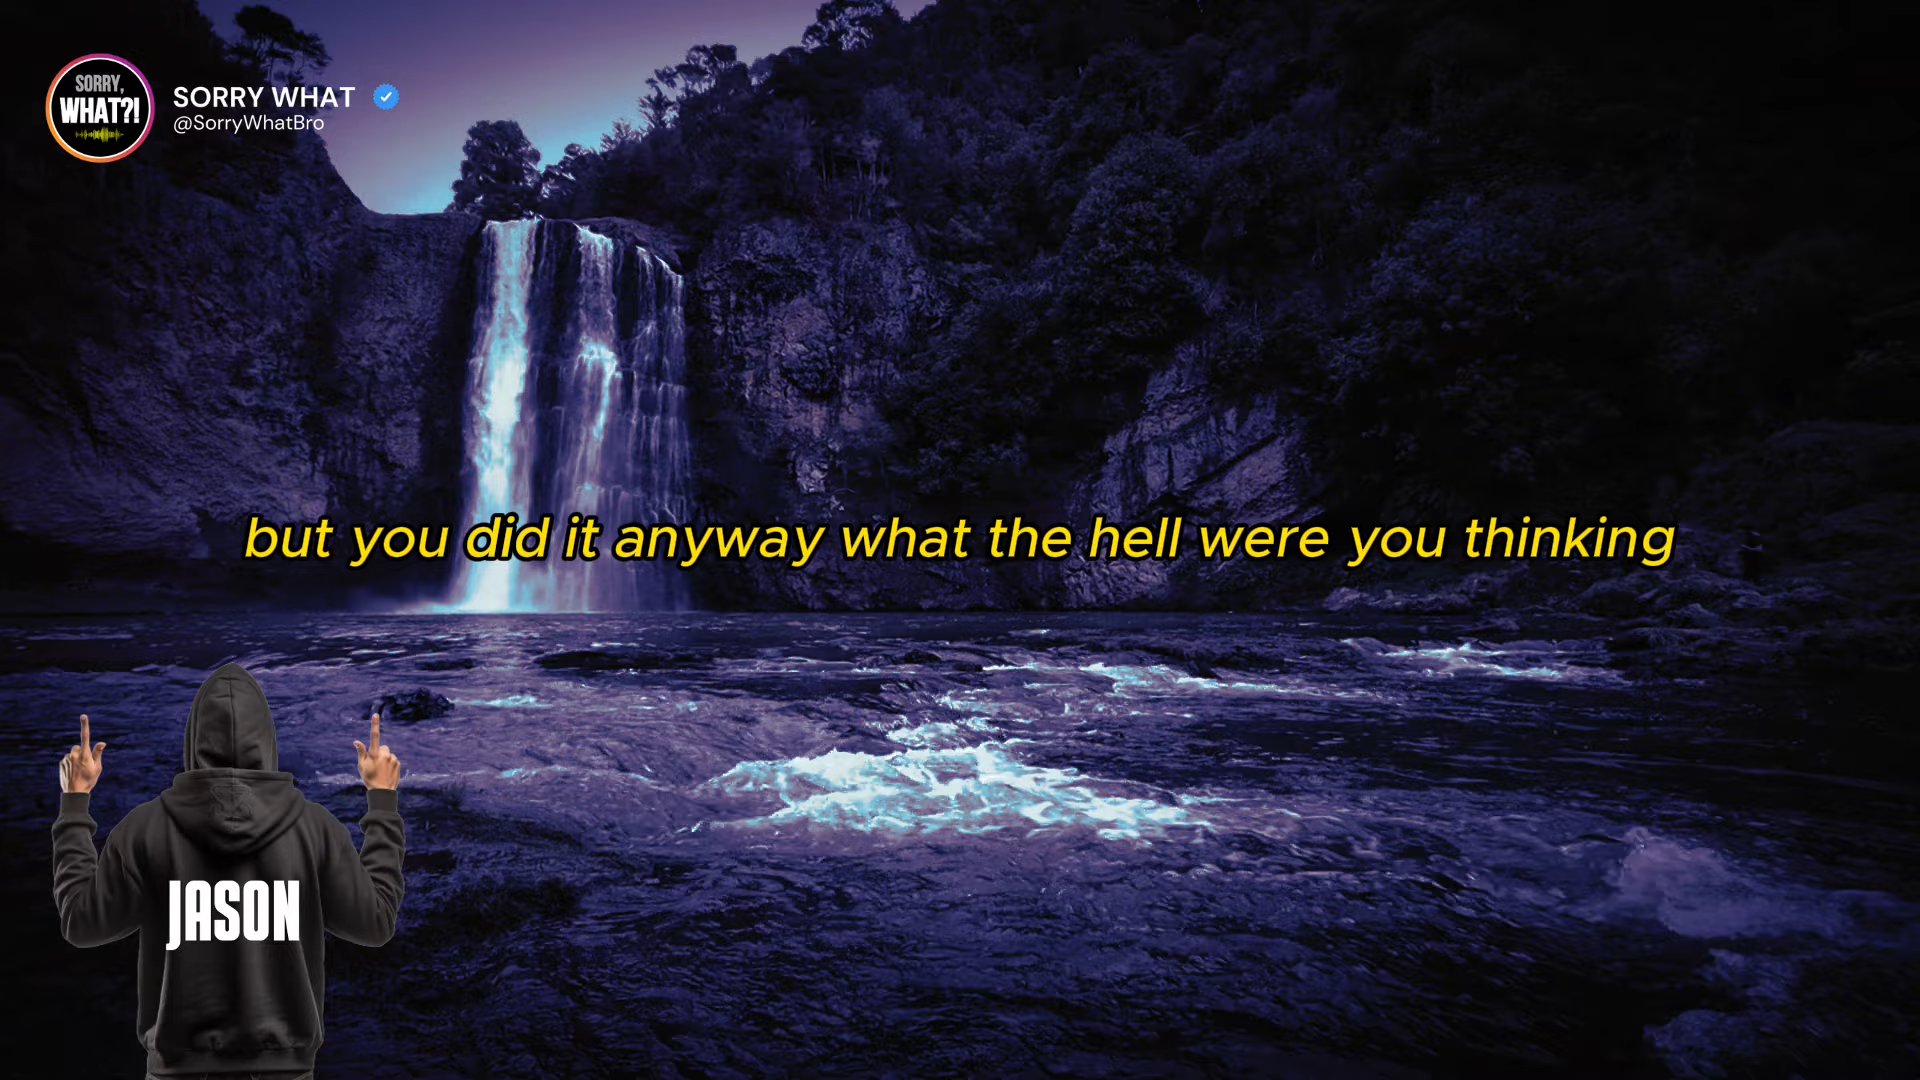 SORRY,
WHAT?!
SORRY WHAT
@SorryWhatBro
but you did it anyway what the hell were you thinking
JASON